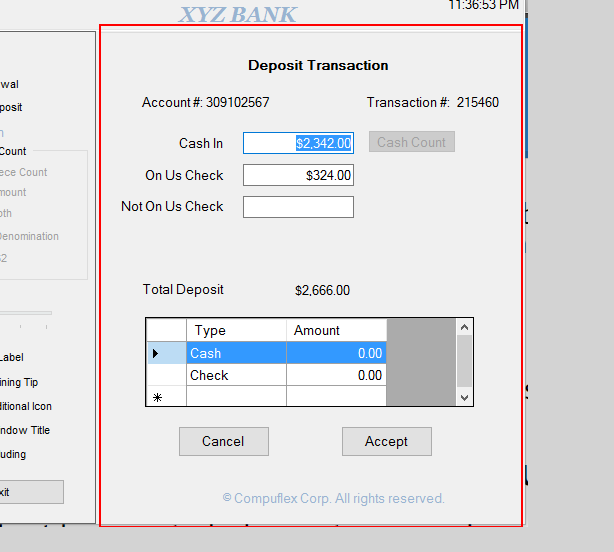 XYZ BANK
11:36:53 PM
Deposit Transaction
Account #: 309102567 Transaction #: 215460
Cash In $2,342.00 Cash Count
On Us Check $324.00
Not On Us Check
Total Deposit $2,666.00
Type Amount
Cash 0.00
Check 0.00
Cancel Accept
© Compuflex Corp. All rights reserved.
wal
posit
Count
ece Count
mount
oth
Denomination
$2
Label
ining Tip
ditional Icon
ndow Title
uding
xit